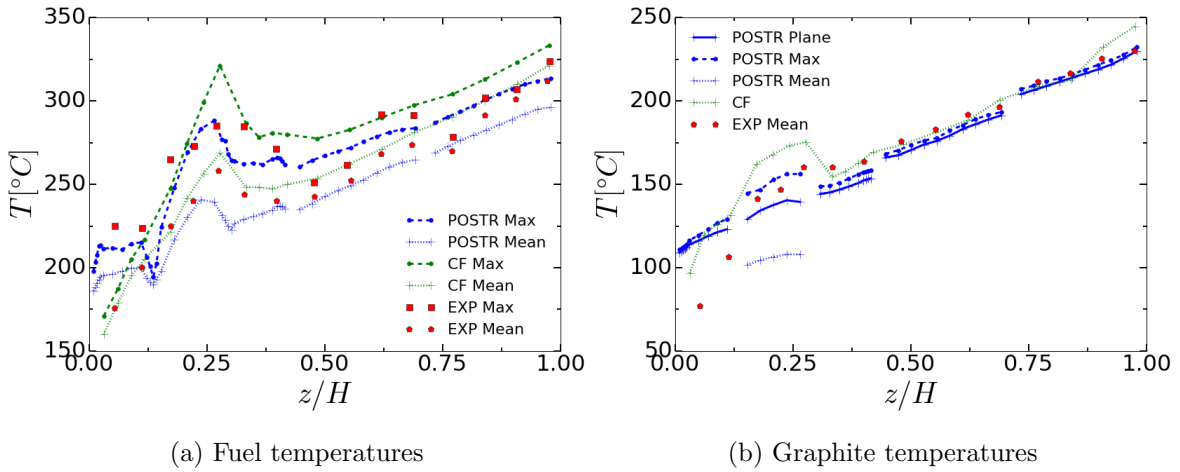 350
300
250
200
150
T[°C]
0.00
0.25
0.50
0.75
1.00
z/H
POSTR Max
POSTR Mean
CF Max
CF Mean
EXP Max
EXP Mean
(a) Fuel temperatures
250
200
150
100
50
T[°C]
0.00
0.25
0.50
0.75
1.00
z/H
POSTR Plane
POSTR Max
POSTR Mean
CF
EXP Mean
(b) Graphite temperatures